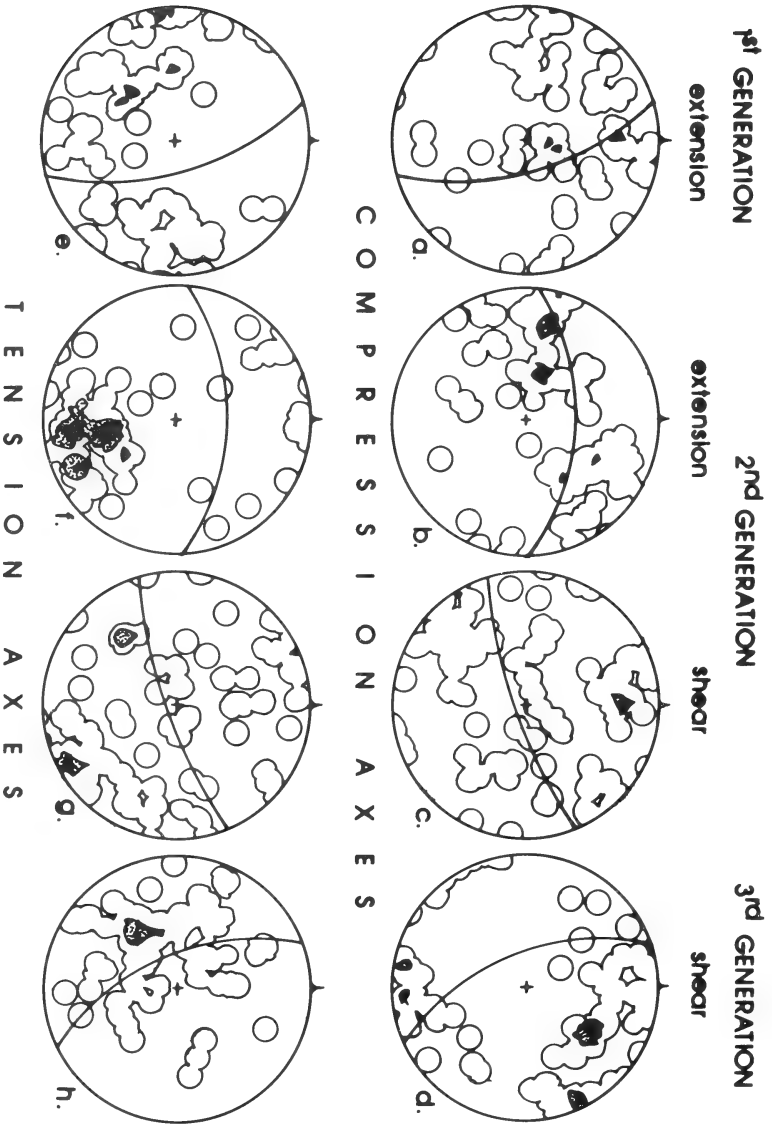 1st GENERATION
2nd GENERATION
3rd GENERATION
extension
extension
shear
shear
a.
b.
c.
d.
COMPRESSION AXES
e.
f.
g.
h.
TENSION AXES